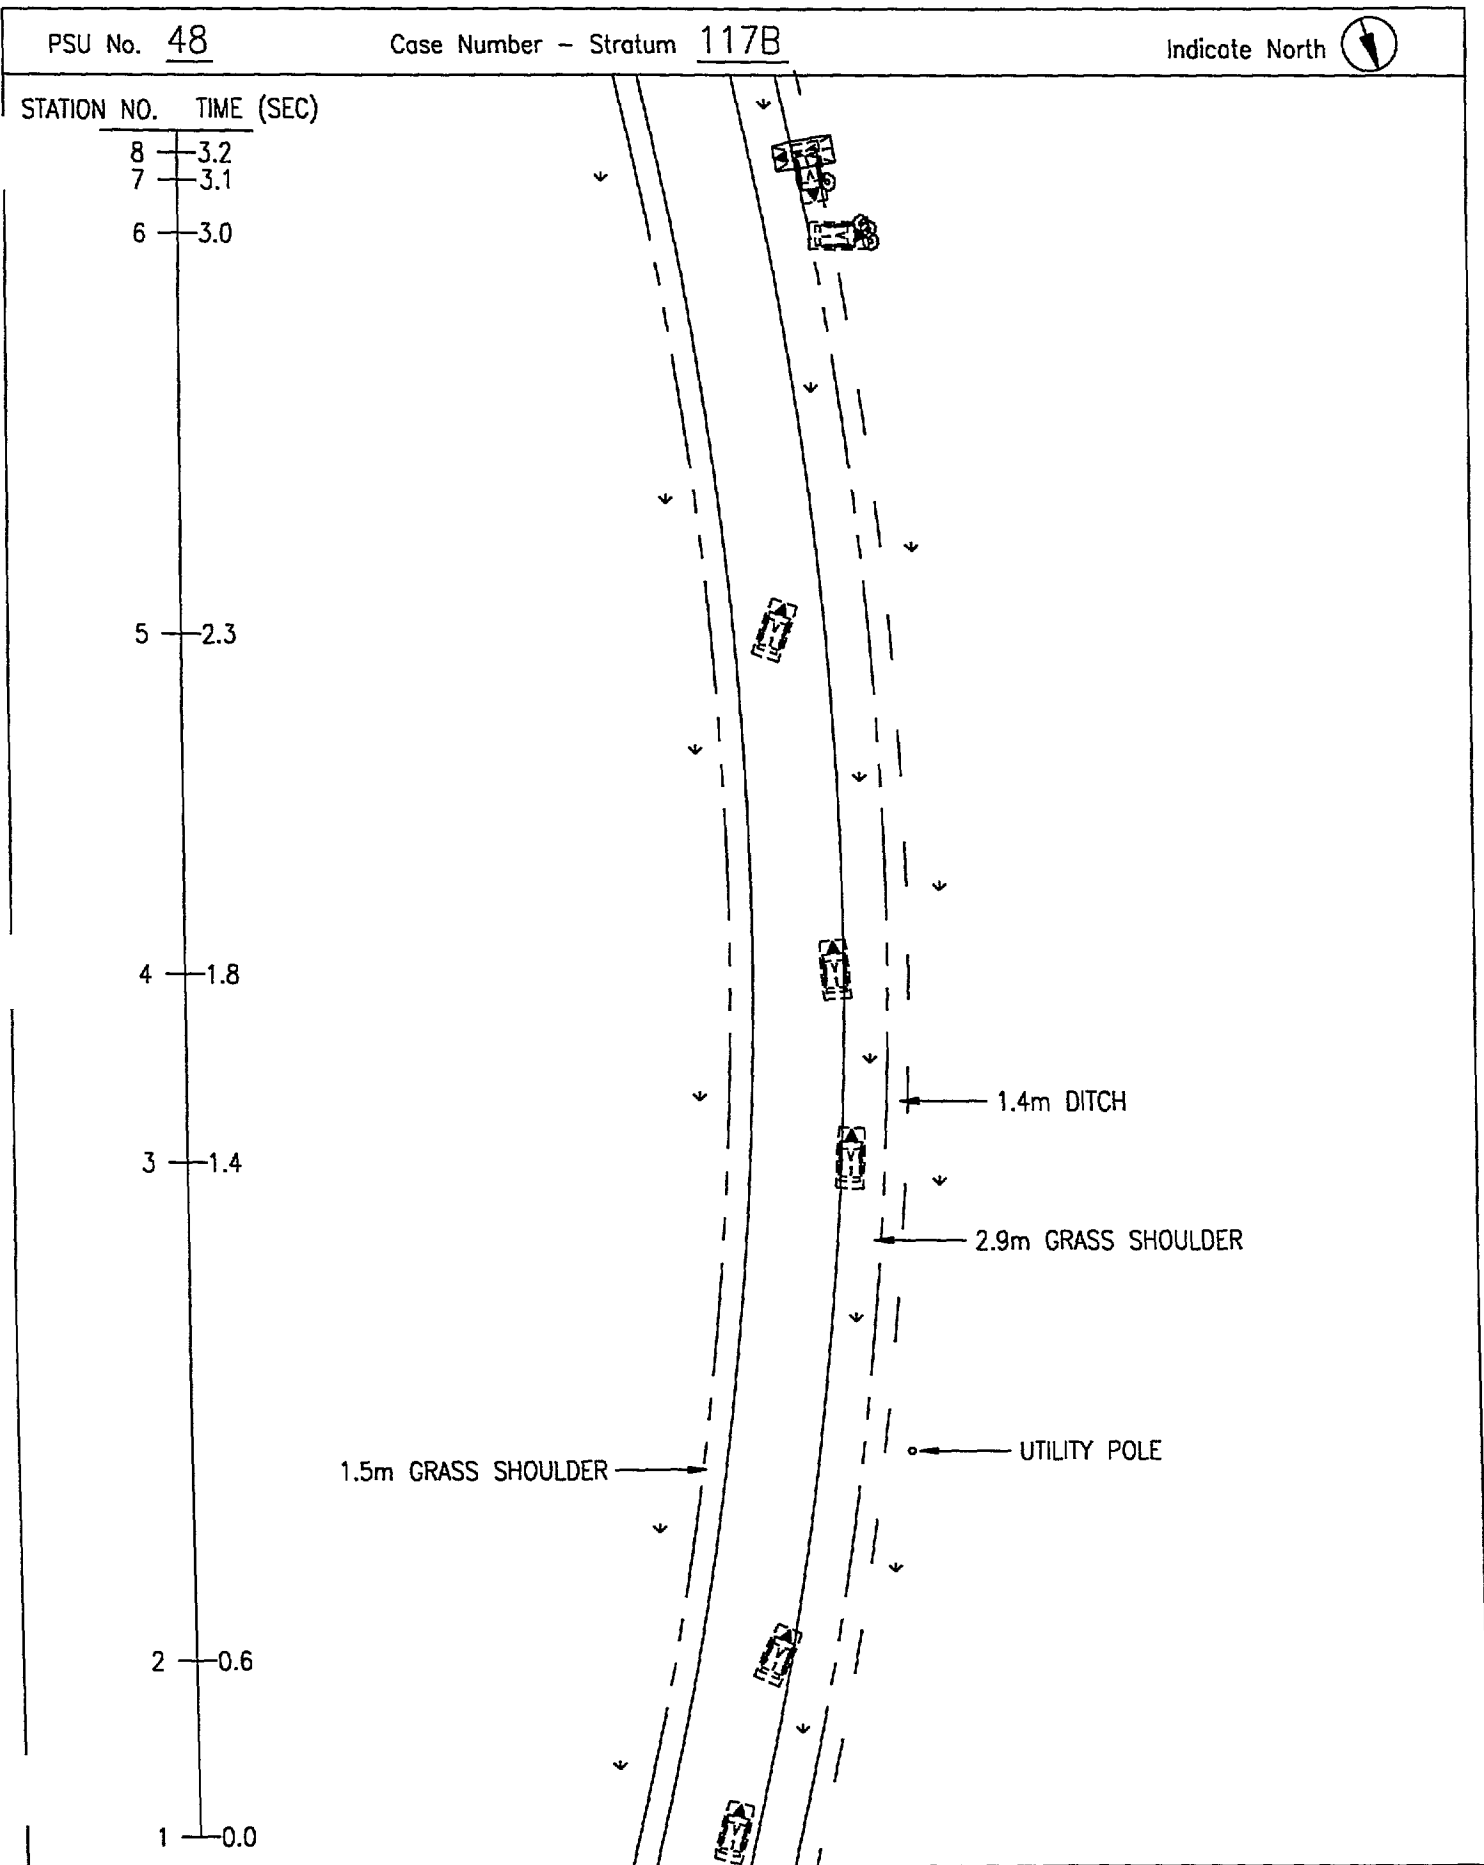 PSU No. 48 Case Number - Stratum 117B Indicate North
STATION NO. TIME (SEC)
8 3.2
7 3.1
6 3.0
5 2.3
4 1.8
1.4m DITCH
3 1.4
2.9m GRASS SHOULDER
UTILITY POLE
1.5m GRASS SHOULDER
2 0.6
1 0.0